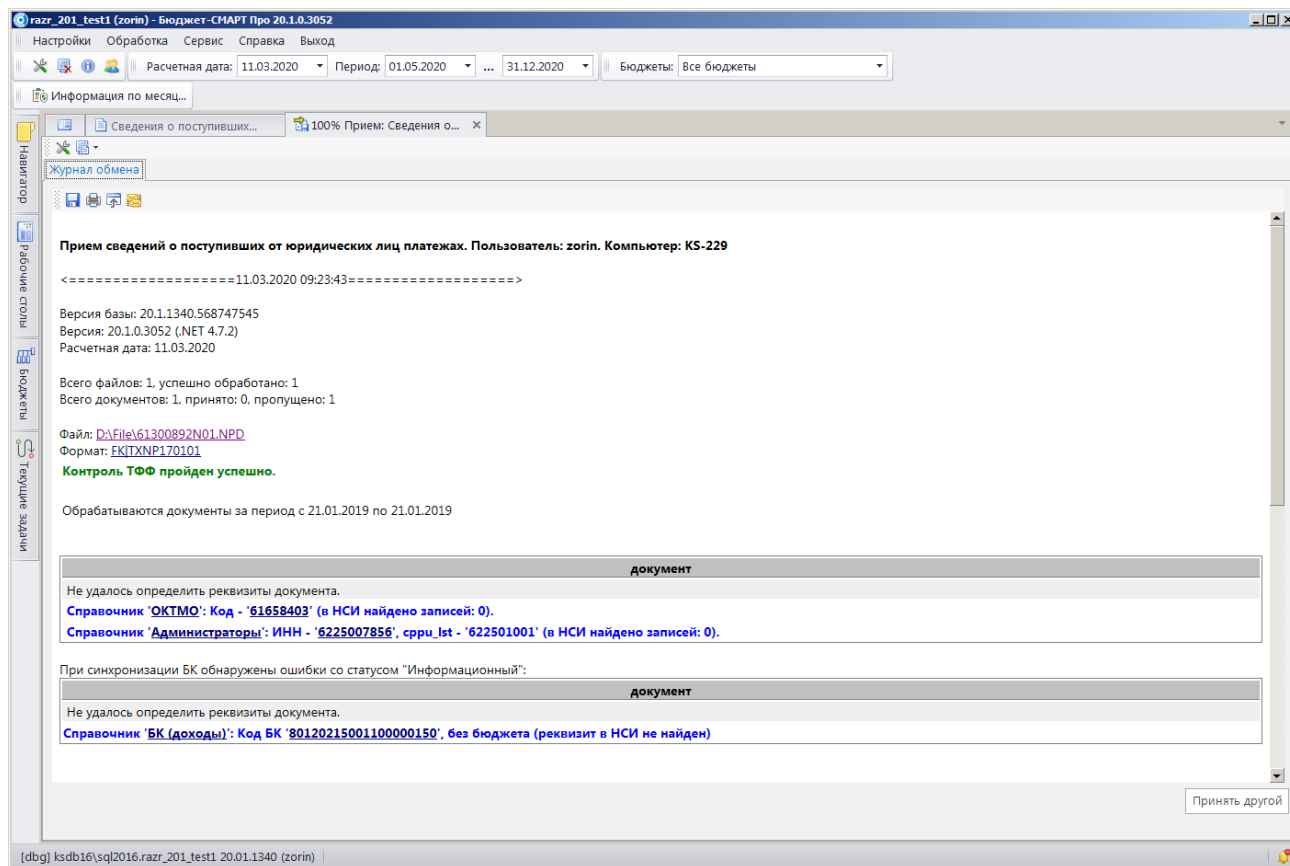 razr_201_test1 (zorin) - Бюджет-СМАРТ Про 20.1.0.3052
Настройки Обработка Сервис Справка Выход
Расчетная дата: 11.03.2020 Период: 01.05.2020 ... 31.12.2020 Бюджеты: Все бюджеты
Информация по месяц...
Сведения о поступивших... 100% Прием: Сведения о...
Журнал обмена
Навигатор
Рабочие столы
Бюджеты
Текущие задачи
Прием сведений о поступивших от юридических лиц платежах. Пользователь: zorin. Компьютер: KS-229
<===================11.03.2020 09:23:43===================>
Версия базы: 20.1.1340.568747545
Версия: 20.1.0.3052 (.NET 4.7.2)
Расчетная дата: 11.03.2020
Всего файлов: 1, успешно обработано: 1
Всего документов: 1, принято: 0, пропущено: 1
Файл: D:\File\61300892N01.NPD
Формат: FK|TXNP170101
Контроль ТФФ пройден успешно.
Обрабатываются документы за период с 21.01.2019 по 21.01.2019
документ
Не удалось определить реквизиты документа.
Справочник 'ОКТМО': Код - '61658403' (в НСИ найдено записей: 0).
Справочник 'Администраторы': ИНН - '6225007856', cppu_lst - '622501001' (в НСИ найдено записей: 0).
При синхронизации БК обнаружены ошибки со статусом "Информационный":
документ
Не удалось определить реквизиты документа.
Справочник 'БК (доходы)': Код БК '80120215001100000150', без бюджета (реквизит в НСИ не найден)
Принять другой
[dbg] ksdb16\sql2016.razr_201_test1 20.01.1340 (zorin)